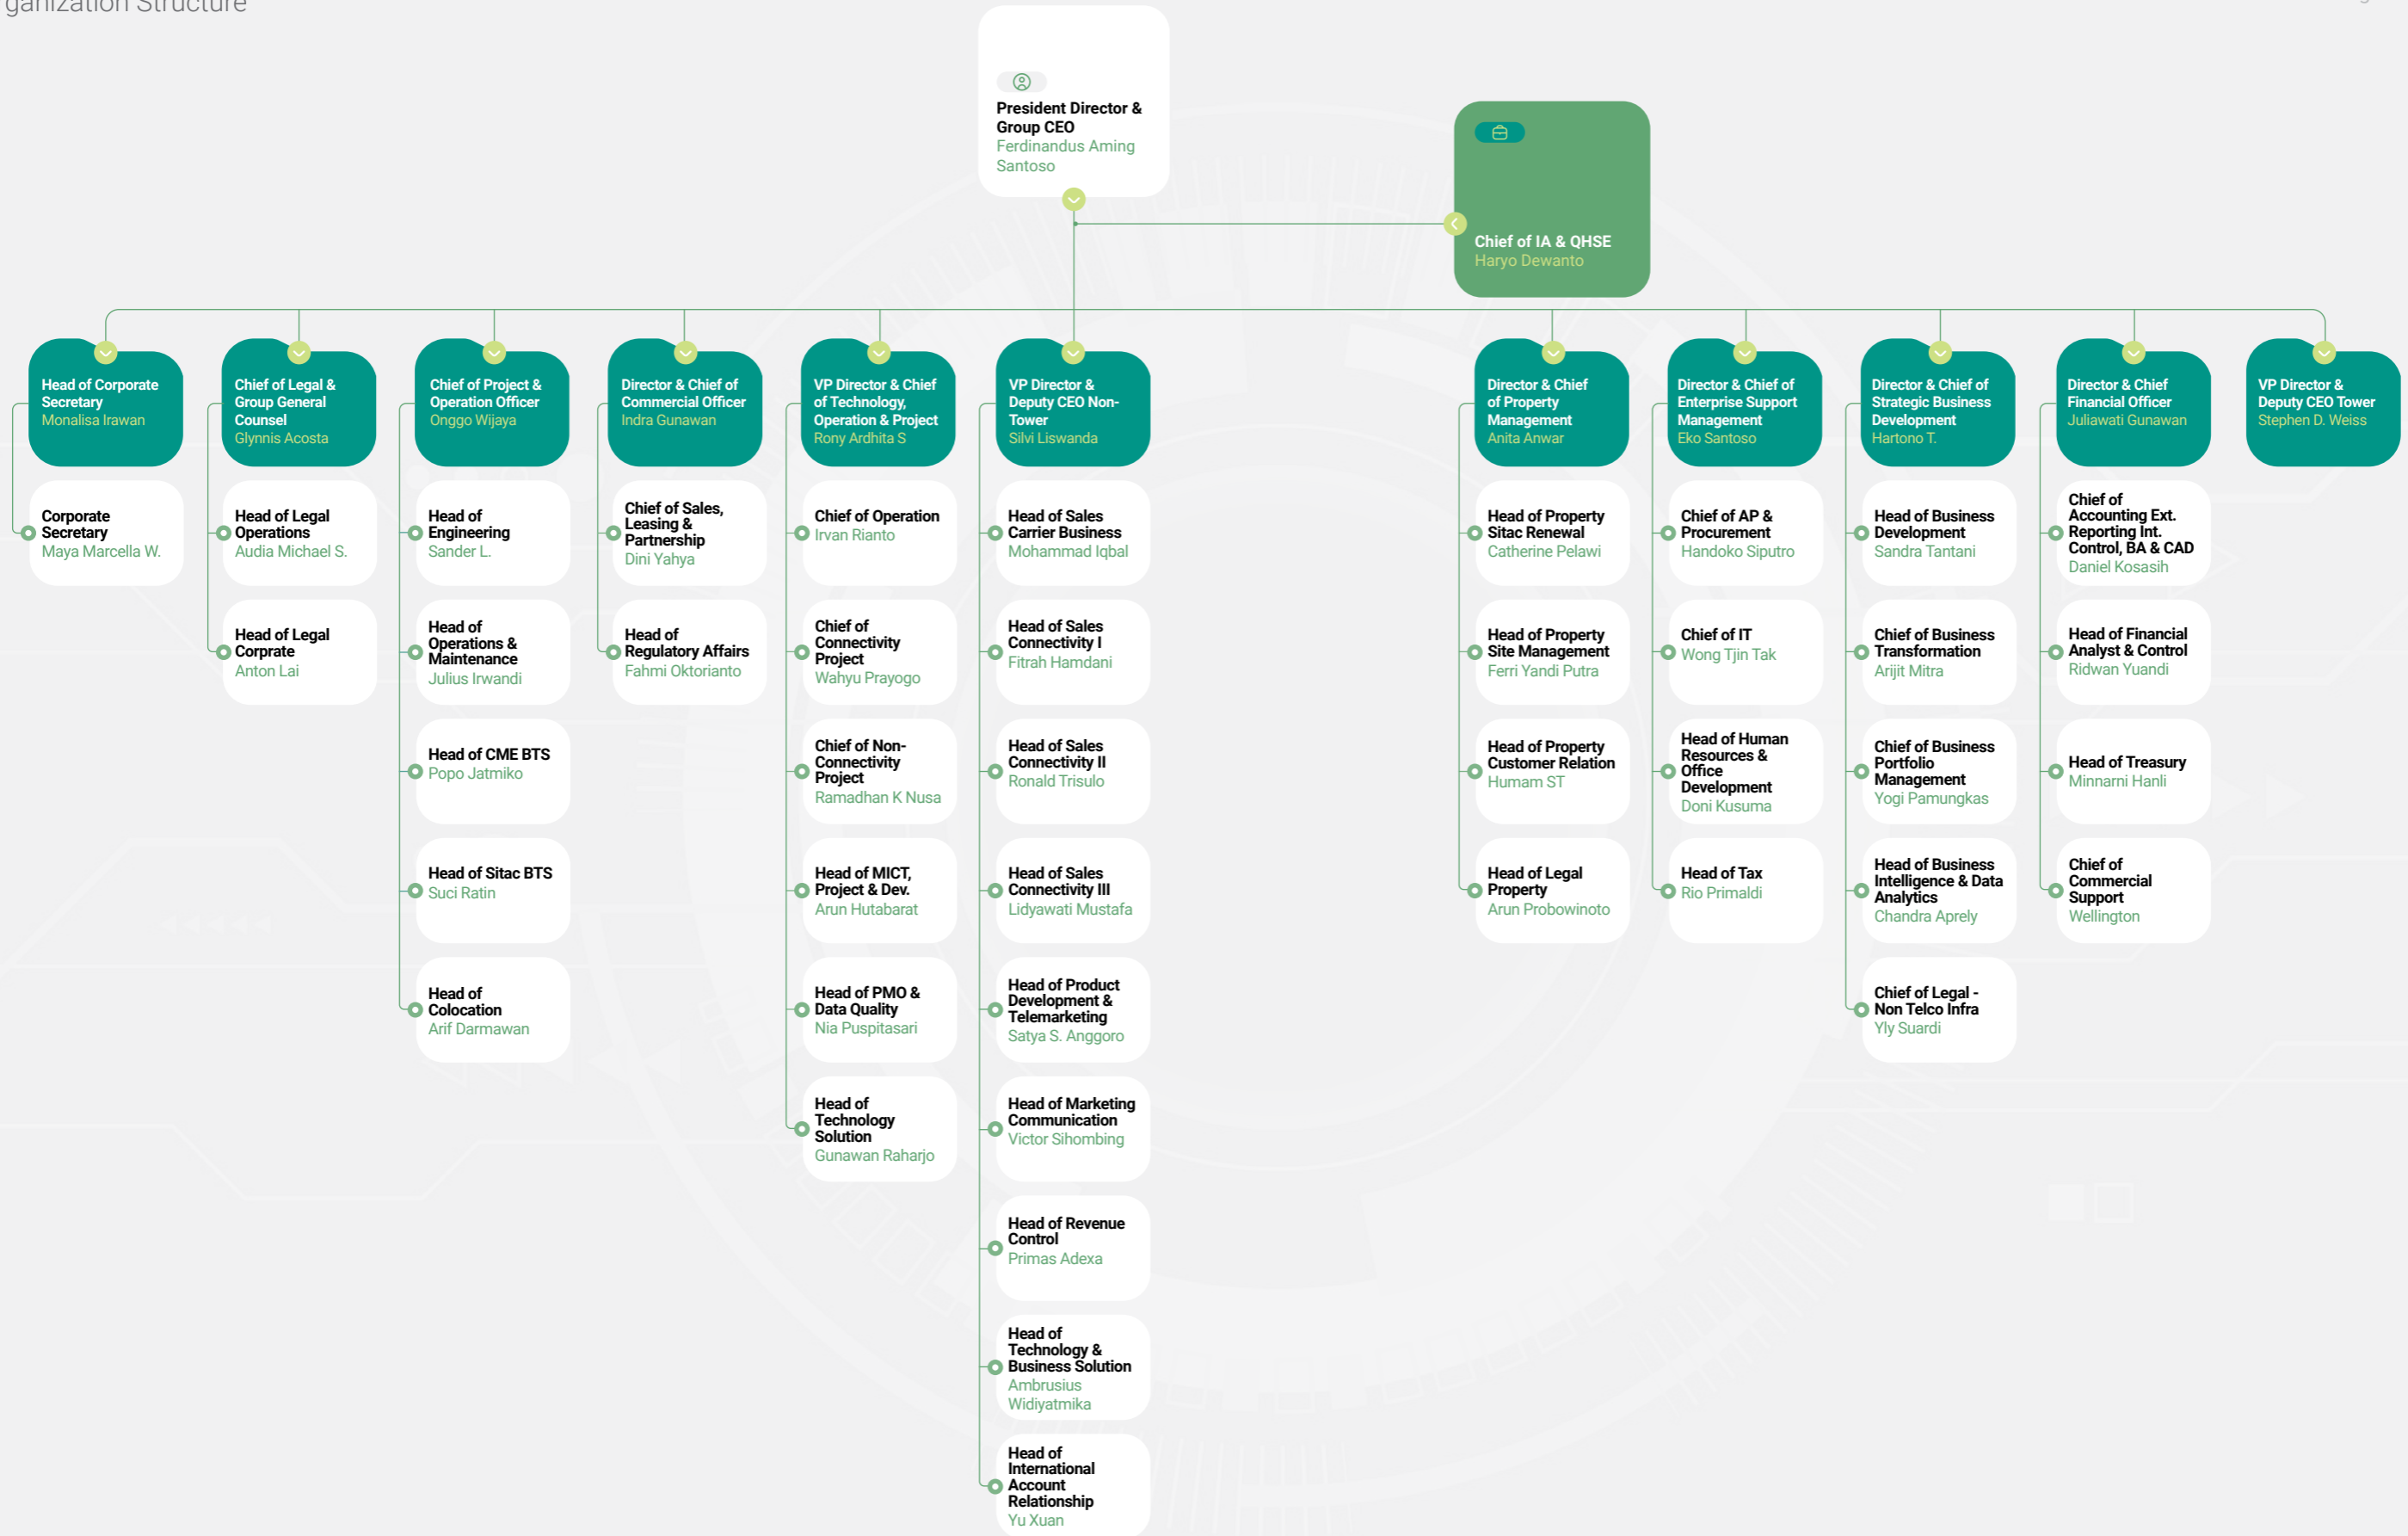 ganization Structure
President Director &
Group CEO
Ferdinandus Aming
Santoso
Chief of IA & QHSE
Haryo Dewanto
Head of Corporate
Secretary
Monalisa Irawan
Corporate
Secretary
Maya Marcella W.
Chief of Legal &
Group General
Counsel
Glynnis Acosta
Head of Legal
Operations
Audia Michael S.
Head of Legal
Corprate
Anton Lai
Chief of Project &
Operation Officer
Onggo Wijaya
Head of
Engineering
Sander L.
Head of
Operations &
Maintenance
Julius Irwandi
Head of CME BTS
Popo Jatmiko
Head of Sitac BTS
Suci Ratin
Head of
Colocation
Arif Darmawan
Director & Chief of
Commercial Officer
Indra Gunawan
Chief of Sales,
Leasing &
Partnership
Dini Yahya
Head of
Regulatory Affairs
Fahmi Oktorianto
VP Director & Chief
of Technology,
Operation & Project
Rony Ardhita S
Chief of Operation
Irvan Rianto
Chief of
Connectivity
Project
Wahyu Prayogo
Chief of Non-
Connectivity
Project
Ramadhan K Nusa
Head of MICT,
Project & Dev.
Arun Hutabarat
Head of PMO &
Data Quality
Nia Puspitasari
Head of
Technology
Solution
Gunawan Raharjo
VP Director &
Deputy CEO Non-
Tower
Silvi Liswanda
Head of Sales
Carrier Business
Mohammad Iqbal
Head of Sales
Connectivity I
Fitrah Hamdani
Head of Sales
Connectivity II
Ronald Trisulo
Head of Sales
Connectivity III
Lidyawati Mustafa
Head of Product
Development &
Telemarketing
Satya S. Anggoro
Head of Marketing
Communication
Victor Sihombing
Head of Revenue
Control
Primas Adexa
Head of
Technology &
Business Solution
Ambrusius
Widiyatmika
Head of
International
Account
Relationship
Yu Xuan
Director & Chief
of Property
Management
Anita Anwar
Head of Property
Sitac Renewal
Catherine Pelawi
Head of Property
Site Management
Ferri Yandi Putra
Head of Property
Customer Relation
Humam ST
Head of Legal
Property
Arun Probowinoto
Director & Chief of
Enterprise Support
Management
Eko Santoso
Chief of AP &
Procurement
Handoko Siputro
Chief of IT
Wong Tjin Tak
Head of Human
Resources &
Office
Development
Doni Kusuma
Head of Tax
Rio Primaldi
Director & Chief of
Strategic Business
Development
Hartono T.
Head of Business
Development
Sandra Tantani
Chief of Business
Transformation
Arijit Mitra
Chief of Business
Portfolio
Management
Yogi Pamungkas
Head of Business
Intelligence & Data
Analytics
Chandra Aprely
Chief of Legal -
Non Telco Infra
Yly Suardi
Director & Chief
Financial Officer
Juliawati Gunawan
Chief of
Accounting Ext.
Reporting Int.
Control, BA & CAD
Daniel Kosasih
Head of Financial
Analyst & Control
Ridwan Yuandi
Head of Treasury
Minnarni Hanli
Chief of
Commercial
Support
Wellington
VP Director &
Deputy CEO Tower
Stephen D. Weiss